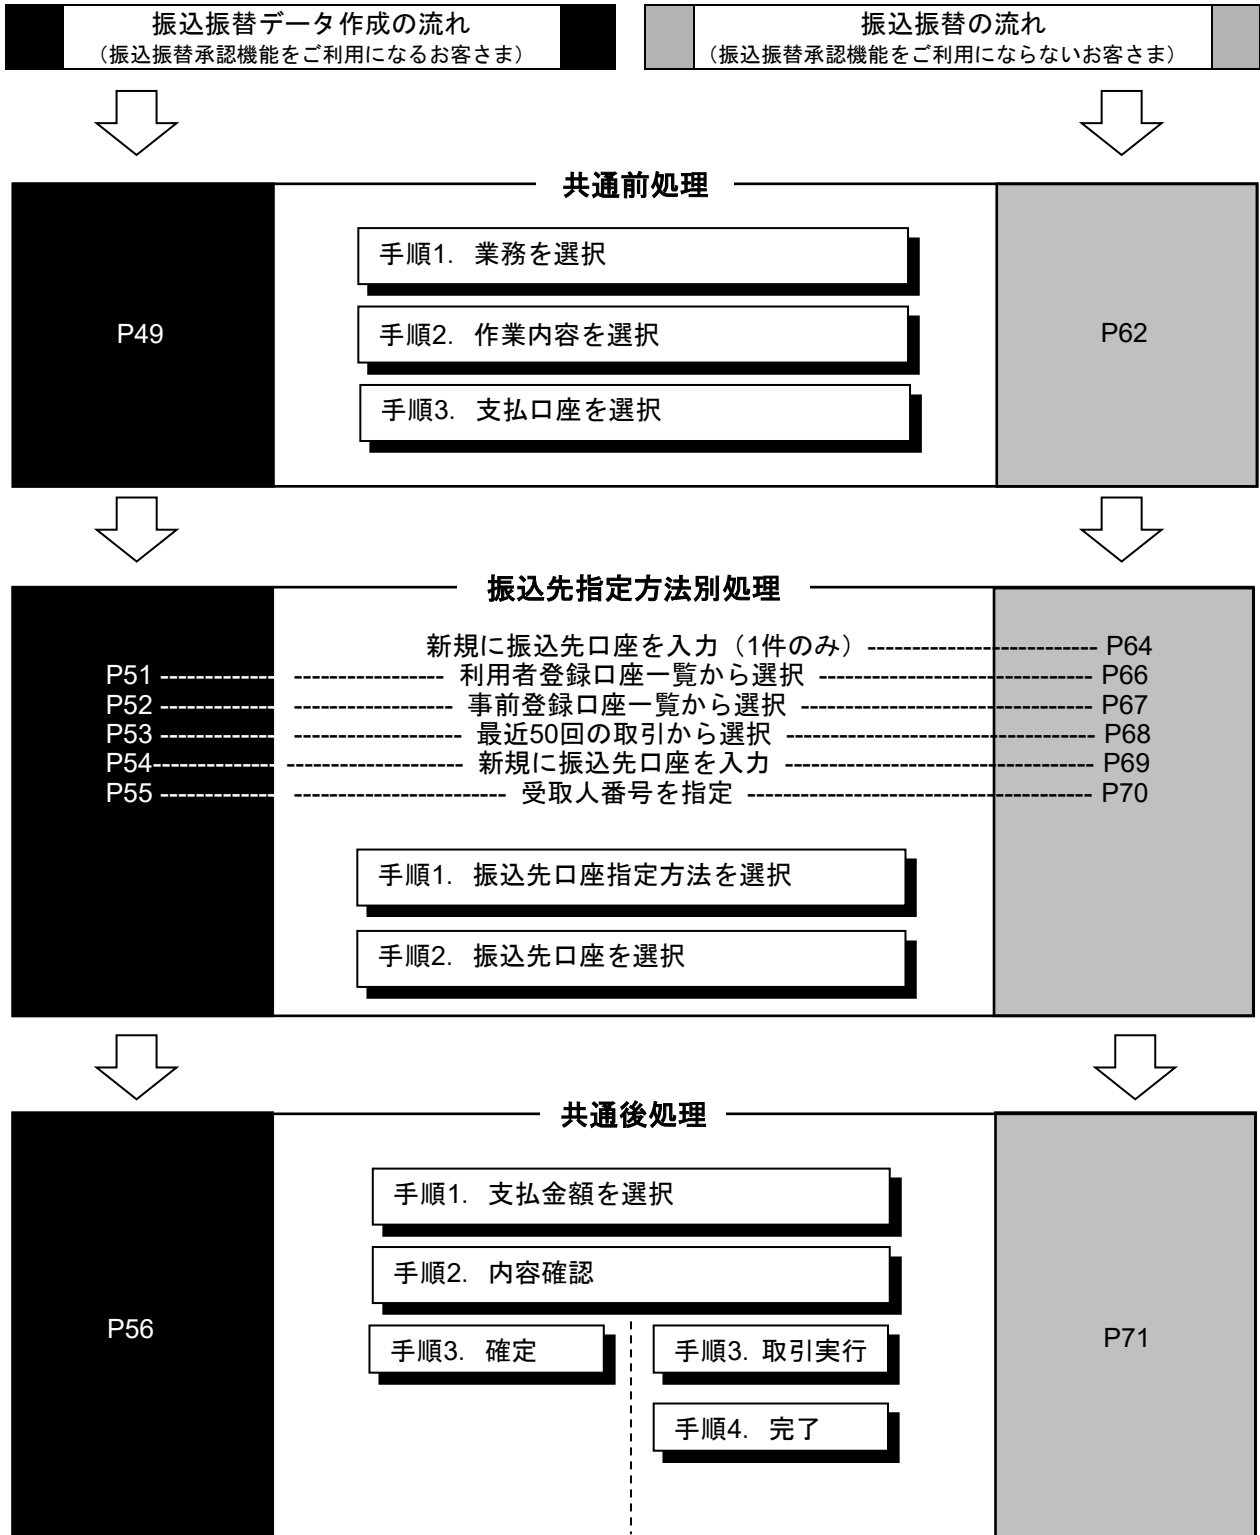 振込振替データ作成の流れ
（振込振替承認機能をご利用になるお客さま）
振込振替の流れ
（振込振替承認機能をご利用にならないお客さま）
共通前処理
手順1. 業務を選択
手順2. 作業内容を選択
手順3. 支払口座を選択
P49
P62
振込先指定方法別処理
新規に振込先口座を入力（1件のみ） P64
P51 利用者登録口座一覧から選択 P66
P52 事前登録口座一覧から選択 P67
P53 最近50回の取引から選択 P68
P54 新規に振込先口座を入力 P69
P55 受取人番号を指定 P70
手順1. 振込先口座指定方法を選択
手順2. 振込先口座を選択
共通後処理
手順1. 支払金額を選択
手順2. 内容確認
P56
手順3. 確定
手順3. 取引実行
P71
手順4. 完了